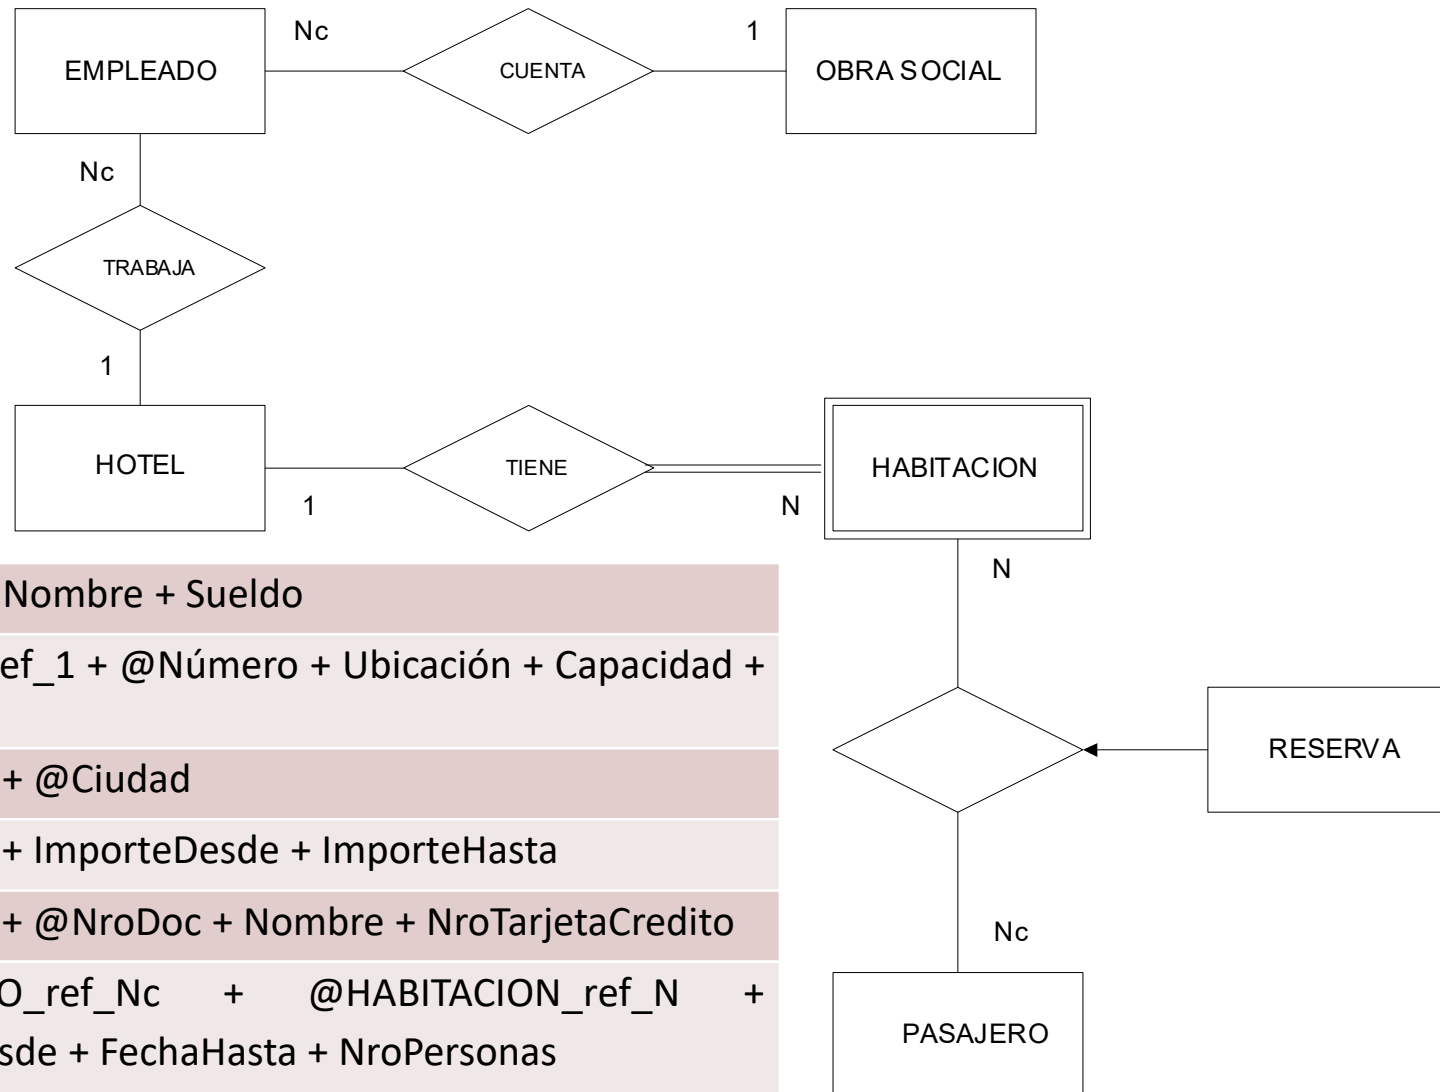 Nc
1
EMPLEADO
CUENTA
OBRA SOCIAL
Nc
TRABAJA
1
HOTEL
TIENE
HABITACION
1
N
N
Nombre + Sueldo
ef_1 + @Número + Ubicación + Capacidad +
+ @Ciudad
+ ImporteDesde + ImporteHasta
+ @NroDoc + Nombre + NroTarjetaCredito
O_ref_Nc + @HABITACION_ref_N +
sde + FechaHasta + NroPersonas
RESERVA
Nc
PASAJERO